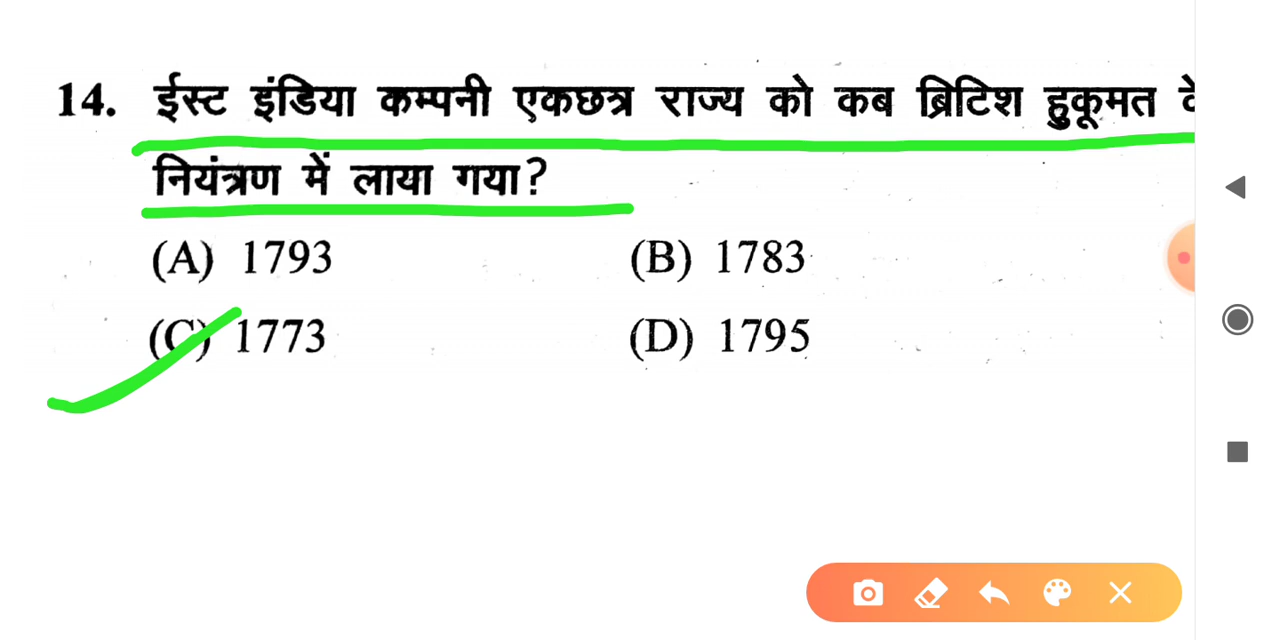 14. ईस्ट इंडिया कम्पनी एकछत्र राज्य को कब ब्रिटिश हुकूमत
नियंत्रण में लाया गया?
(A) 1793 (B) 1783
(C) 1773 (D) 1795